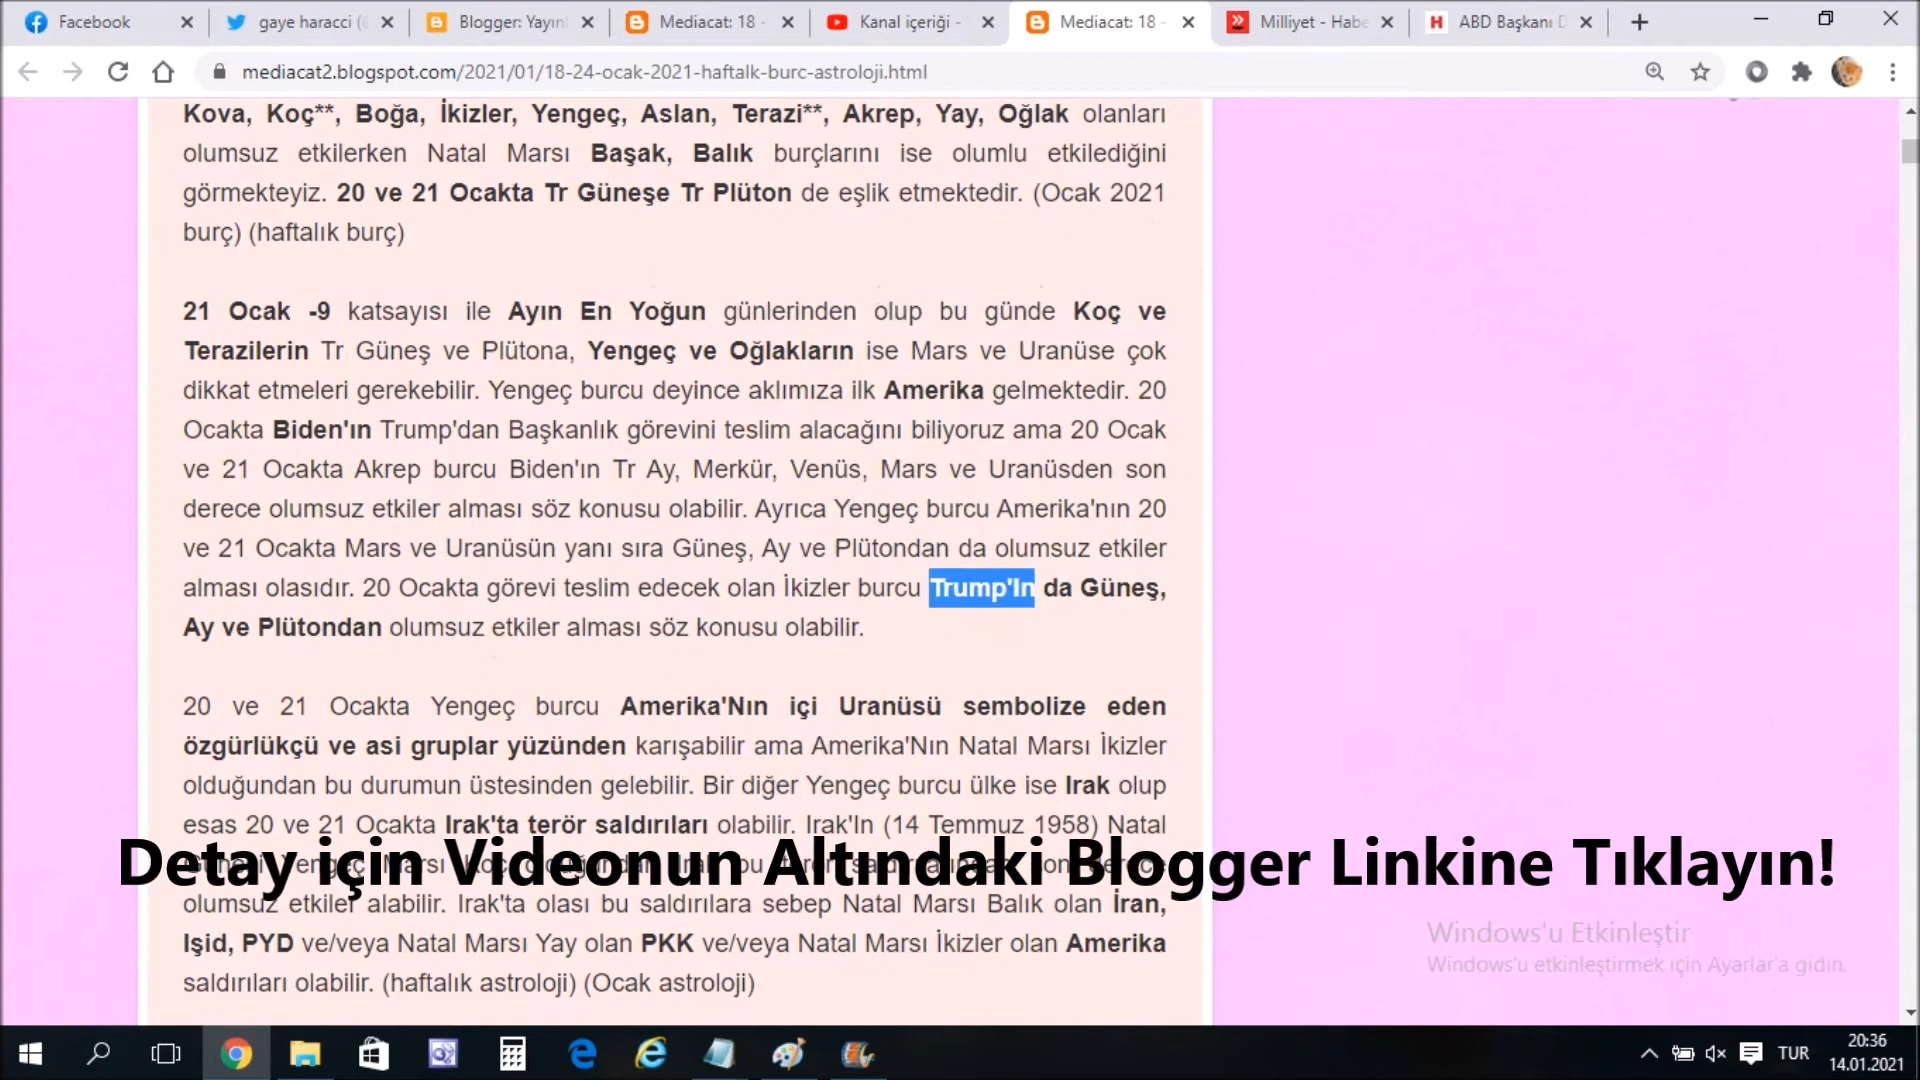 Facebook
gaye haracci (
Blogger: Yayın
Mediacat: 18 -
Kanal içeriği -
Mediacat: 18 -
Milliyet - Habe
ABD Başkanı D
mediacat2.blogspot.com/2021/01/18-24-ocak-2021-haftalk-burc-astroloji.html
Kova, Koç**, Boğa, İkizler, Yengeç, Aslan, Terazi**, Akrep, Yay, Oğlak olanları
olumsuz etkilerken Natal Marsı Başak, Balık burçlarını ise olumlu etkilediğini
görmekteyiz. 20 ve 21 Ocakta Tr Güneşe Tr Plüton de eşlik etmektedir. (Ocak 2021
burç) (haftalık burç)
21 Ocak -9 katsayısı ile Ayın En Yoğun günlerinden olup bu günde Koç ve
Terazilerin Tr Güneş ve Plütona, Yengeç ve Oğlakların ise Mars ve Uranüse çok
dikkat etmeleri gerekebilir. Yengeç burcu deyince aklımıza ilk Amerika gelmektedir. 20
Ocakta Biden'ın Trump'dan Başkanlık görevini teslim alacağını biliyoruz ama 20 Ocak
ve 21 Ocakta Akrep burcu Biden'ın Tr Ay, Merkür, Venüs, Mars ve Uranüsden son
derece olumsuz etkiler alması söz konusu olabilir. Ayrıca Yengeç burcu Amerika'nın 20
ve 21 Ocakta Mars ve Uranüsün yanı sıra Güneş, Ay ve Plütondan da olumsuz etkiler
alması olasıdır. 20 Ocakta görevi teslim edecek olan İkizler burcu Trump'In da Güneş,
Ay ve Plütondan olumsuz etkiler alması söz konusu olabilir.
20 ve 21 Ocakta Yengeç burcu Amerika'Nın içi Uranüsü sembolize eden
özgürlükçü ve asi gruplar yüzünden karışabilir ama Amerika'Nın Natal Marsı İkizler
olduğundan bu durumun üstesinden gelebilir. Bir diğer Yengeç burcu ülke ise Irak olup
esas 20 ve 21 Ocakta Irak'ta terör saldırıları olabilir. Irak'In (14 Temmuz 1958) Natal
Detay için Videonun Altındaki Blogger Linkine Tıklayın!
olumsuz etkiler alabilir. Irak'ta olası bu saldırılara sebep Natal Marsı Balık olan İran,
Işid, PYD ve/veya Natal Marsı Yay olan PKK ve/veya Natal Marsı İkizler olan Amerika
saldırıları olabilir. (haftalık astroloji) (Ocak astroloji)
Windows'u Etkinleştir
Windows'u etkinleştirmek için Ayarlar'a gidin.
TUR
20:36
14.01.2021